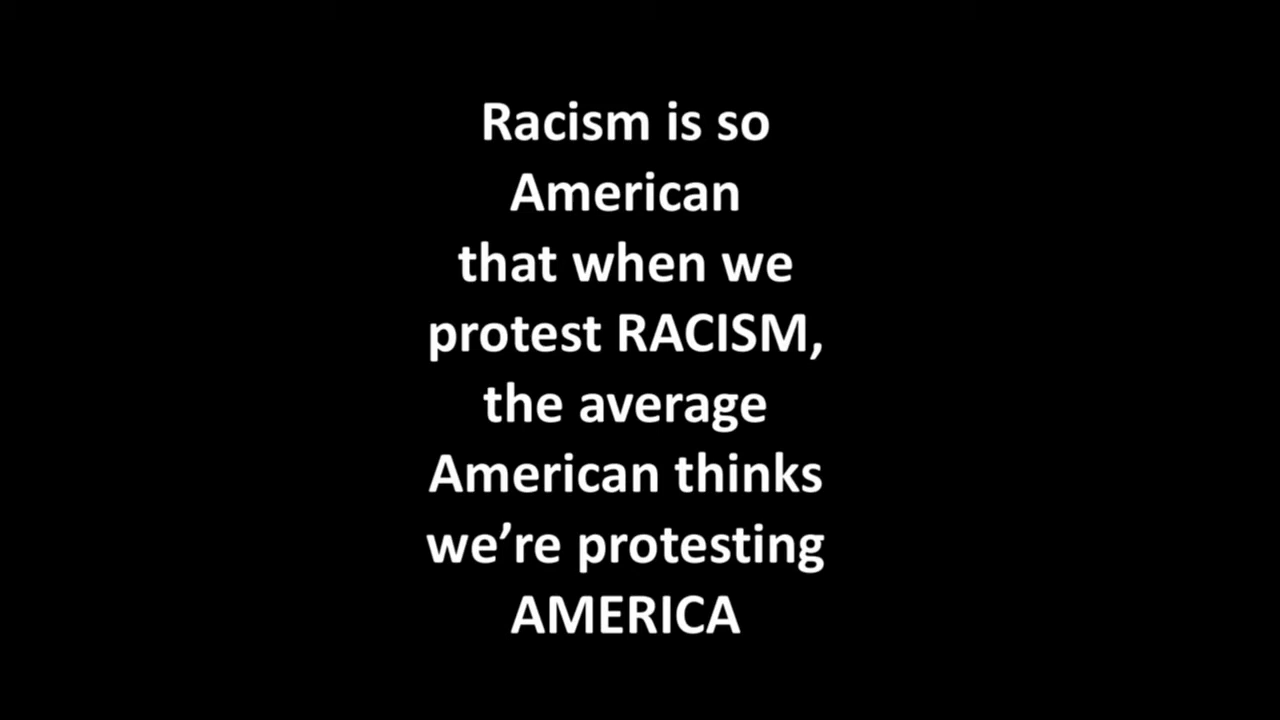 Racism is so
American
that when we
protest RACISM,
the average
American thinks
we’re protesting
AMERICA